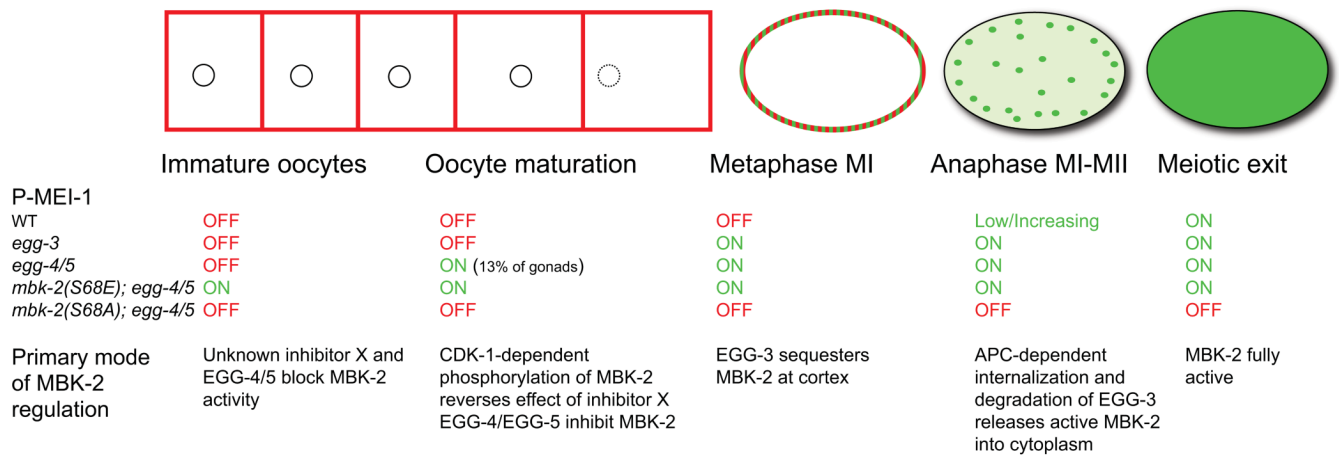 Immature oocytes Oocyte maturation Metaphase MI Anaphase MI-MII Meiotic exit
P-MEI-1
WT OFF OFF OFF Low/Increasing ON
egg-3 OFF OFF ON ON ON
egg-4/5 OFF ON (13% of gonads) ON ON ON
mbk-2(S68E); egg-4/5 ON ON ON ON ON
mbk-2(S68A); egg-4/5 OFF OFF OFF OFF OFF
Primary mode
of MBK-2
regulation
Unknown inhibitor X and
EGG-4/5 block MBK-2
activity
CDK-1-dependent
phosphorylation of MBK-2
reverses effect of inhibitor X
EGG-4/EGG-5 inhibit MBK-2
EGG-3 sequesters
MBK-2 at cortex
APC-dependent
internalization and
degradation of EGG-3
releases active MBK-2
into cytoplasm
MBK-2 fully
active